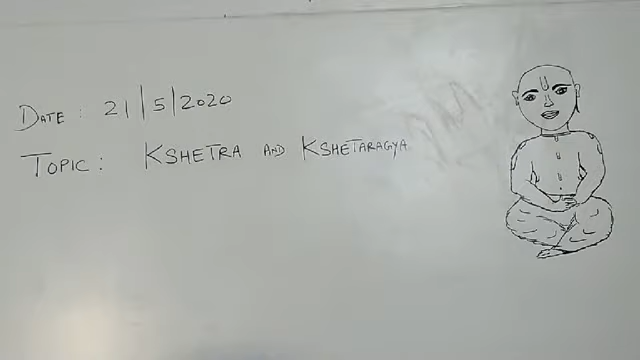 DATE : 21/5/2020
TOPIC : KSHETRA AND KSHETARAGYA